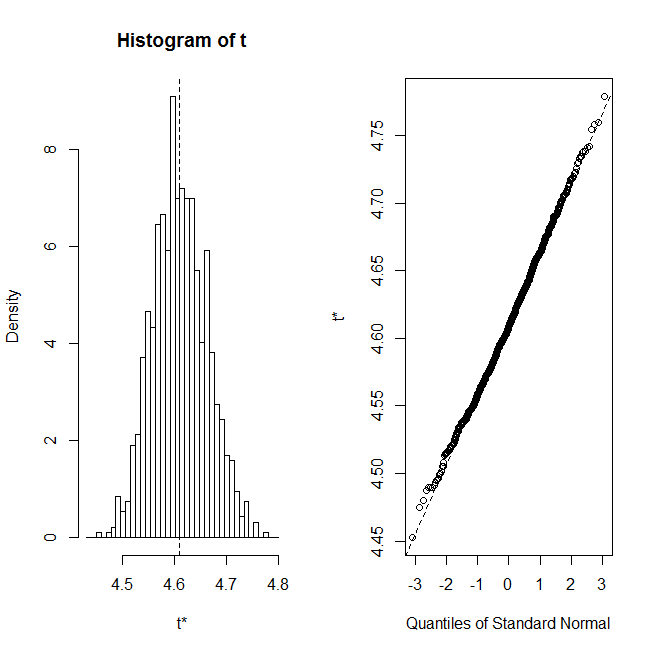 Histogram of t
Density
0
2
4
6
8
4.5 4.6 4.7 4.8
t*
t*
4.45 4.50 4.55 4.60 4.65 4.70 4.75
-3 -2 -1 0 1 2 3
Quantiles of Standard Normal